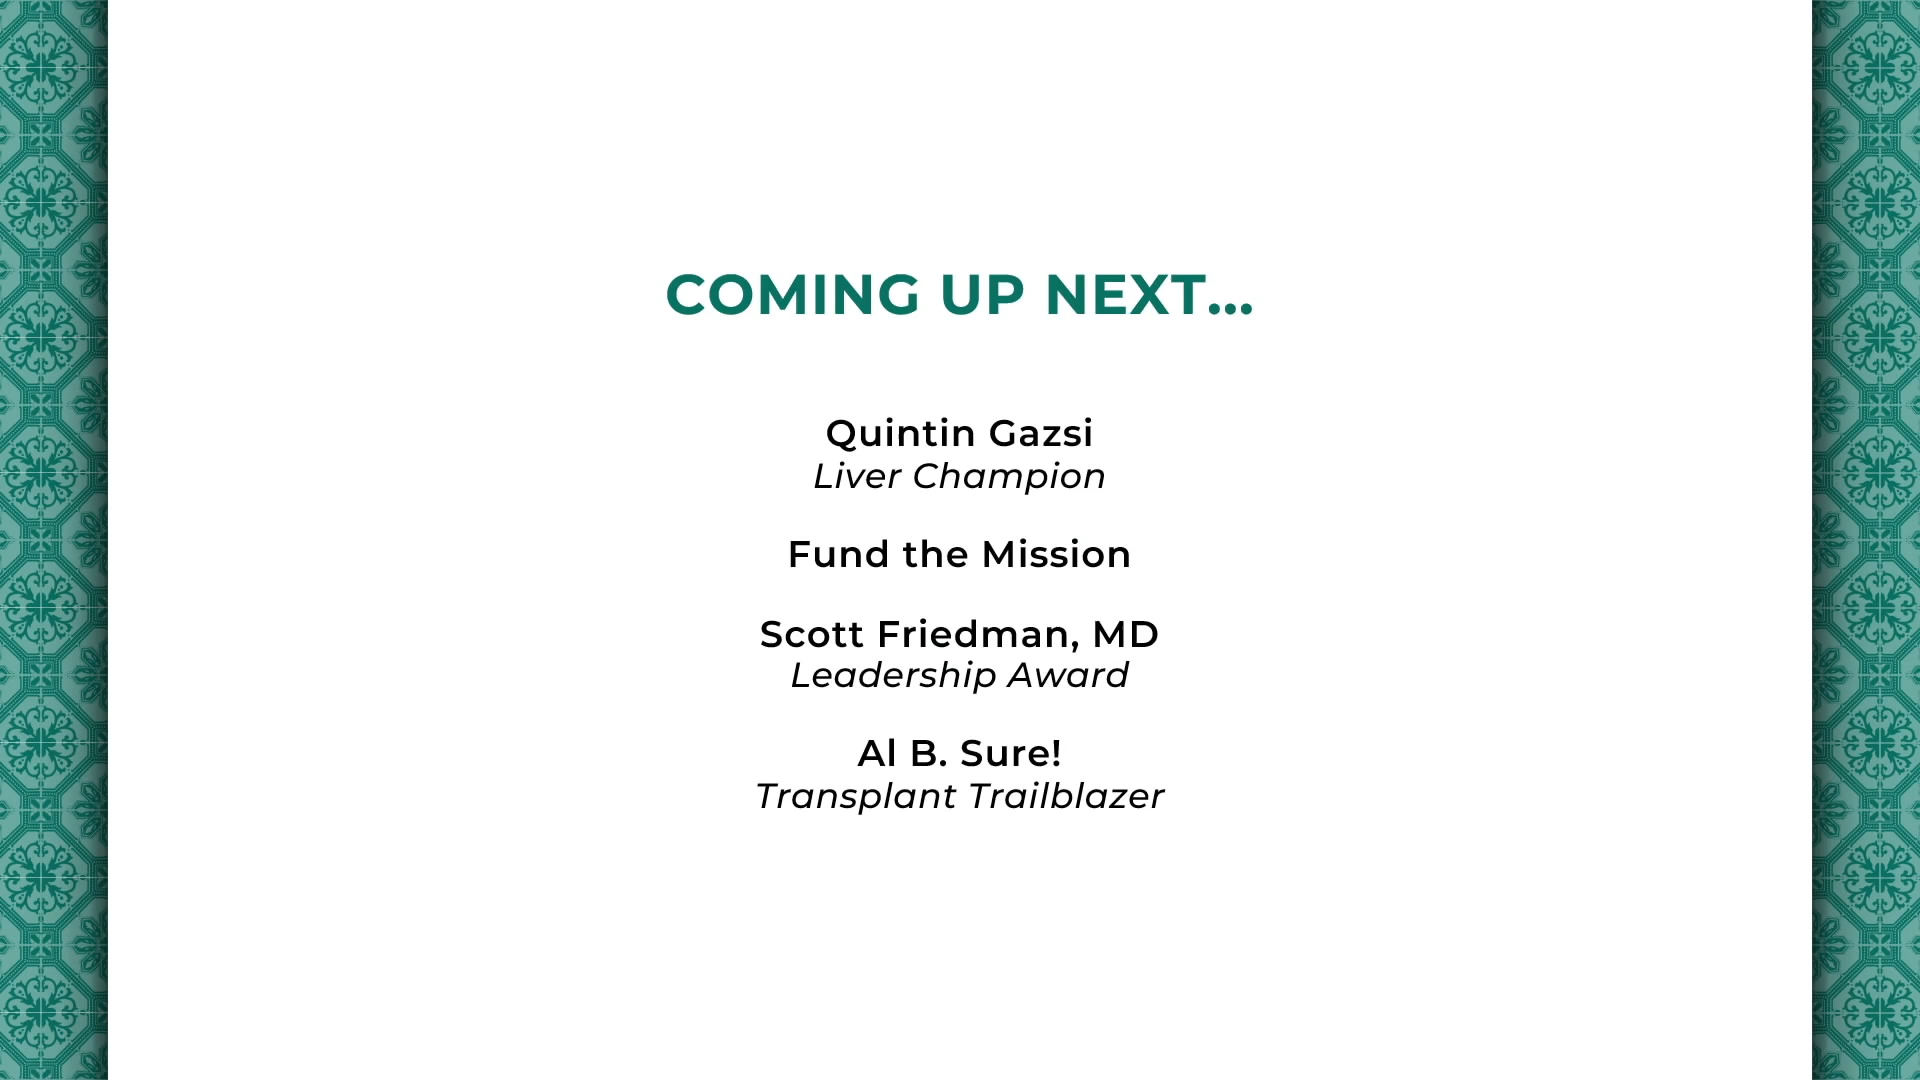 COMING UP NEXT...
Quintin Gazsi
Liver Champion
Fund the Mission
Scott Friedman, MD
Leadership Award
Al B. Sure!
Transplant Trailblazer